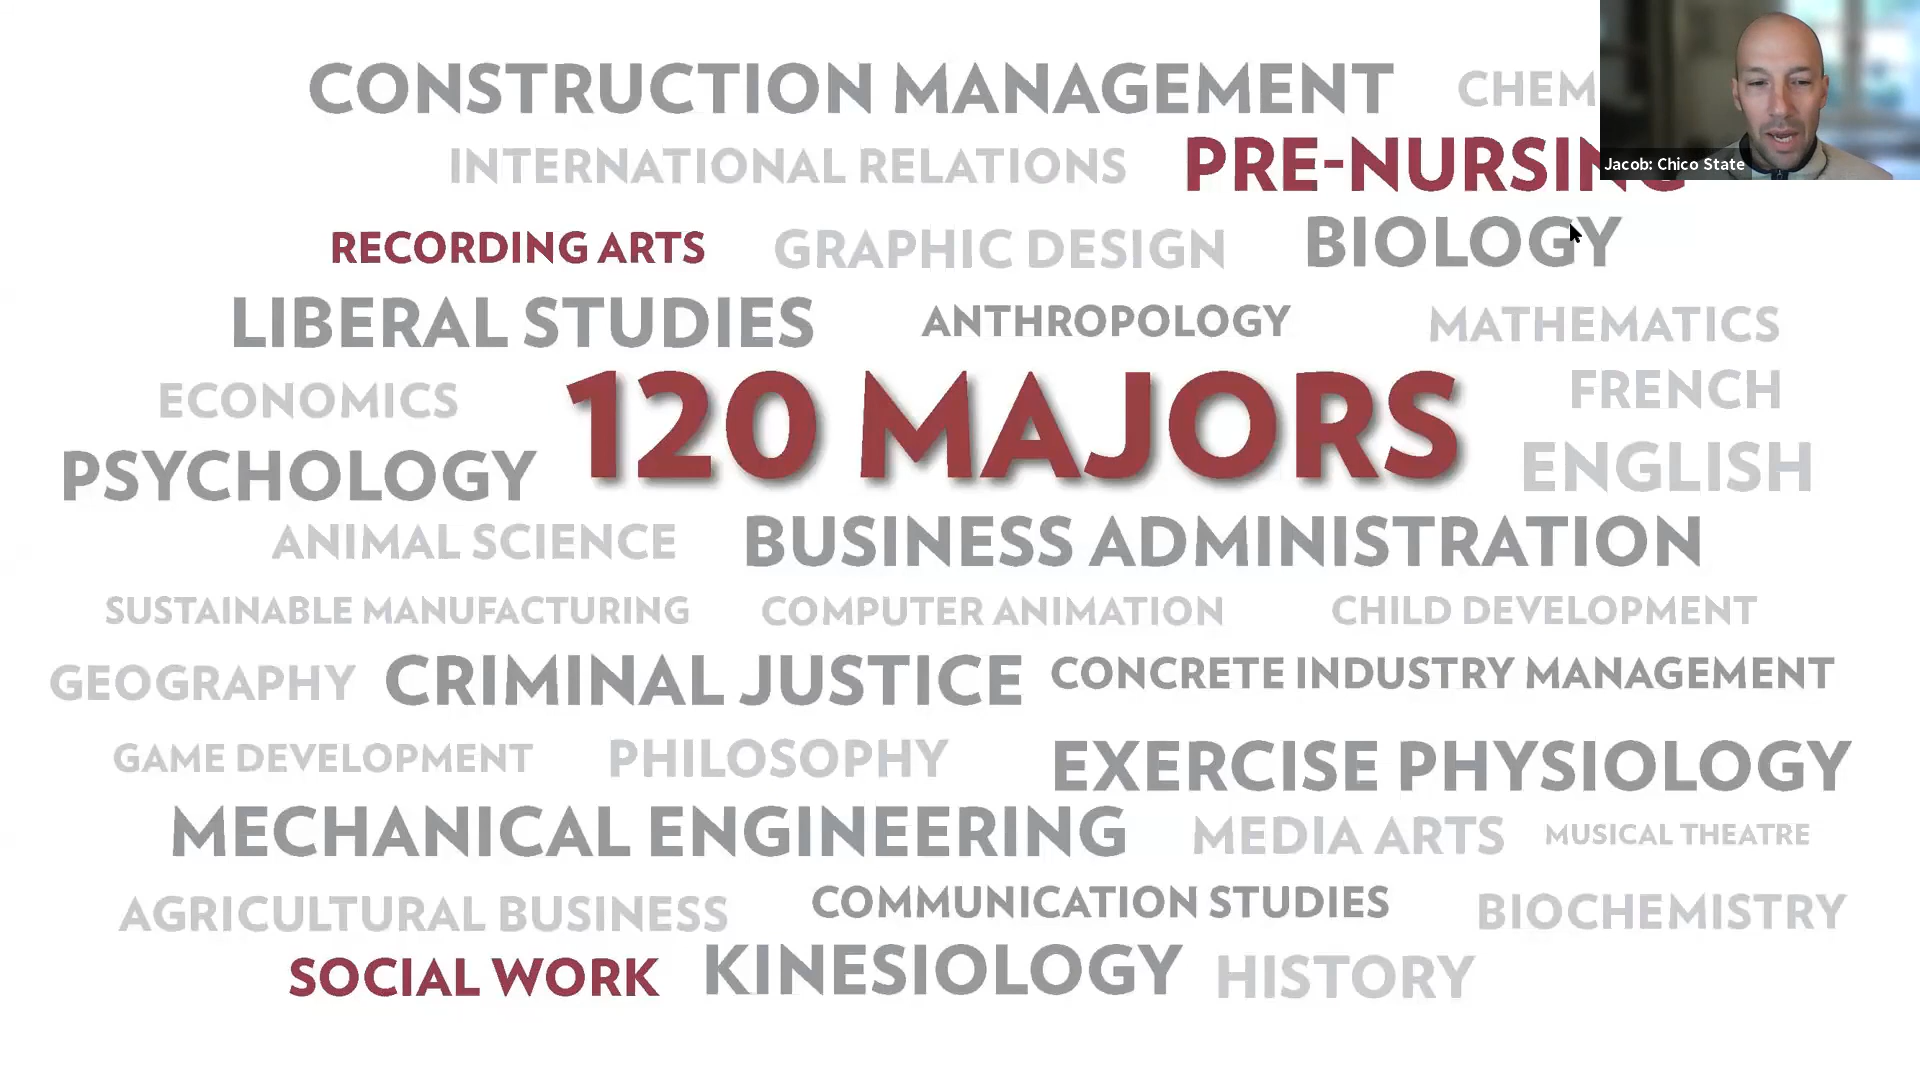 CONSTRUCTION MANAGEMENT CHEM
INTERNATIONAL RELATIONS PRE-NURSING
Jacob: Chico State
RECORDING ARTS GRAPHIC DESIGN BIOLOGY
LIBERAL STUDIES ANTHROPOLOGY MATHEMATICS
ECONOMICS 120 MAJORS FRENCH
PSYCHOLOGY ENGLISH
ANIMAL SCIENCE BUSINESS ADMINISTRATION
SUSTAINABLE MANUFACTURING COMPUTER ANIMATION CHILD DEVELOPMENT
GEOGRAPHY CRIMINAL JUSTICE CONCRETE INDUSTRY MANAGEMENT
GAME DEVELOPMENT PHILOSOPHY EXERCISE PHYSIOLOGY
MECHANICAL ENGINEERING MEDIA ARTS MUSICAL THEATRE
AGRICULTURAL BUSINESS COMMUNICATION STUDIES BIOCHEMISTRY
SOCIAL WORK KINESIOLOGY HISTORY